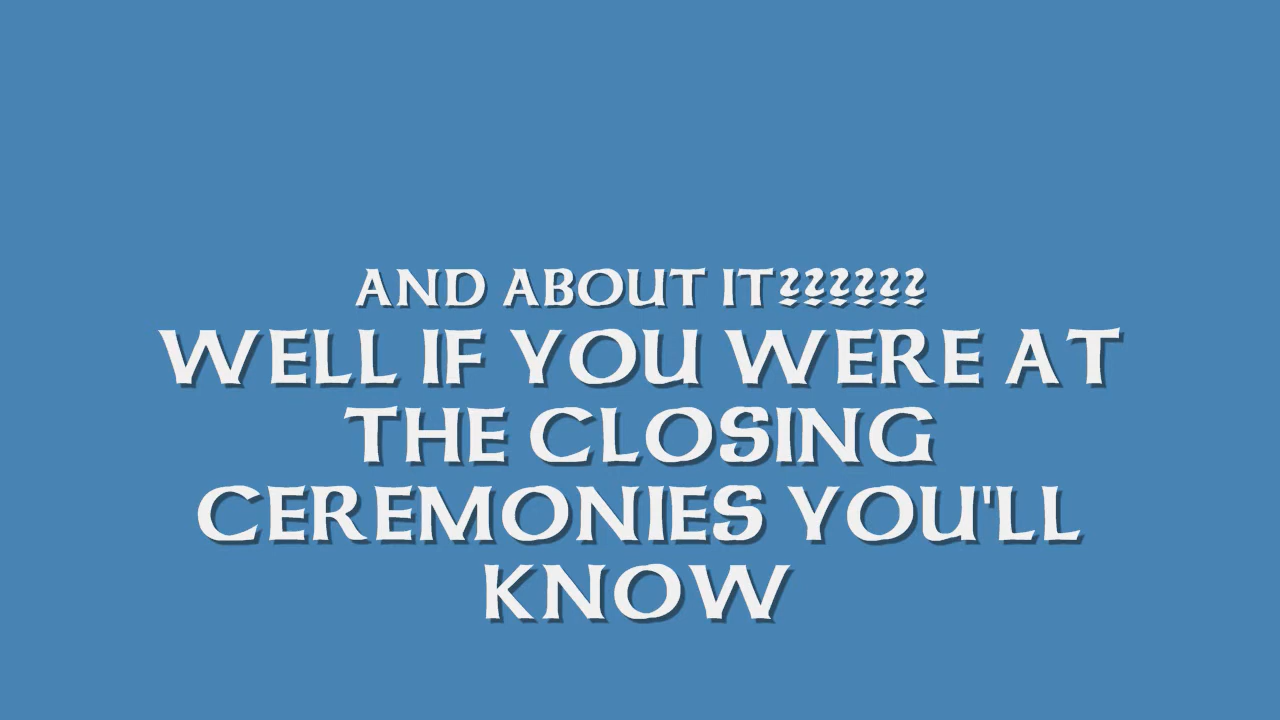 AND ABOUT IT??????
WELL IF YOU WERE AT
THE CLOSING
CEREMONIES YOU'LL
KNOW